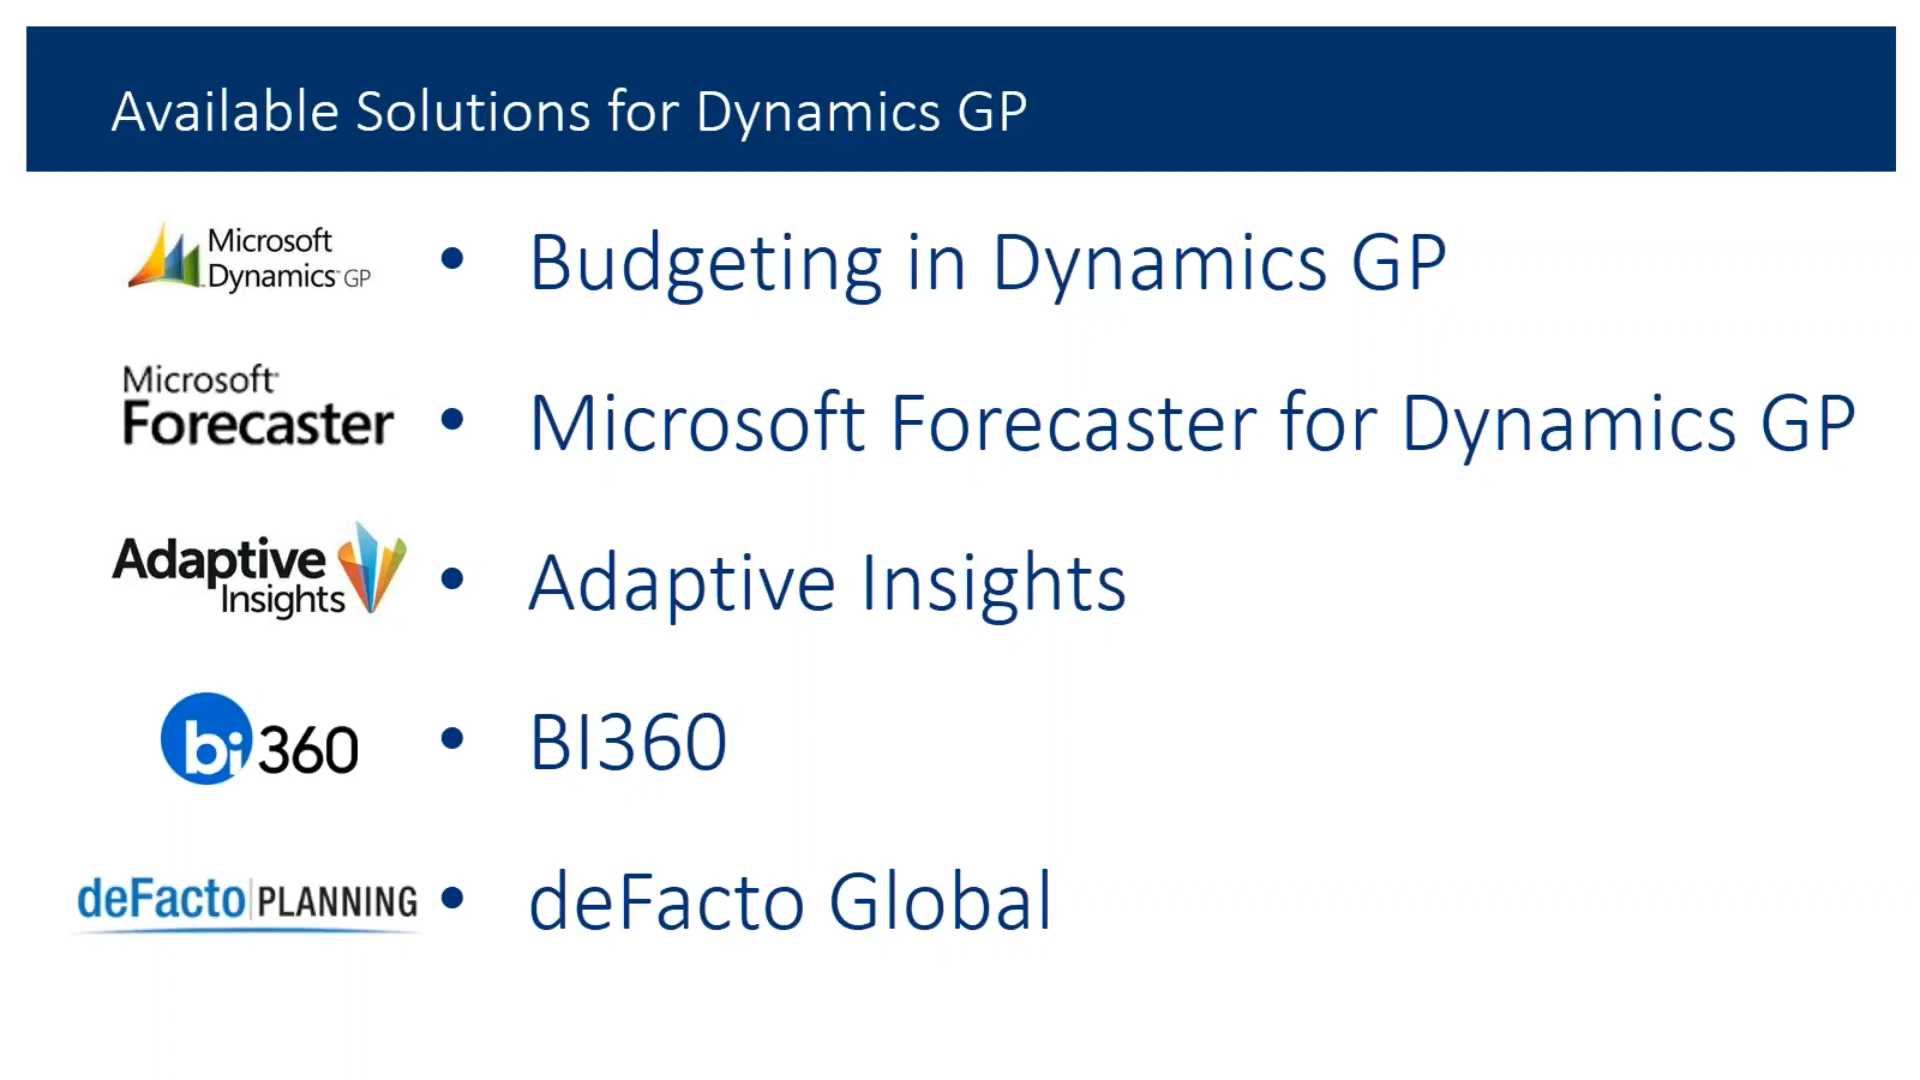 Available Solutions for Dynamics GP
Microsoft
Dynamics GP
• Budgeting in Dynamics GP
Microsoft
Forecaster
• Microsoft Forecaster for Dynamics GP
Adaptive
Insights
• Adaptive Insights
bi 360
• BI360
deFacto PLANNING
• deFacto Global